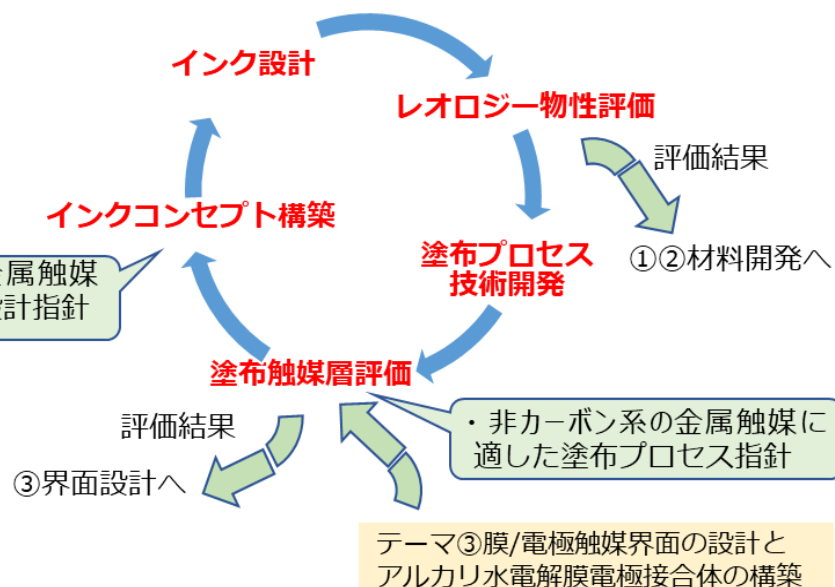 インク設計
レオロジー物性評価
評価結果
インクコンセプト構築
塗布プロセス
技術開発
①②材料開発へ
属触媒
計指針
塗布触媒層評価
評価結果
・非カーボン系の金属触媒に
適した塗布プロセス指針
③界面設計へ
テーマ③膜/電極触媒界面の設計と
アルカリ水電解膜電極接合体の構築